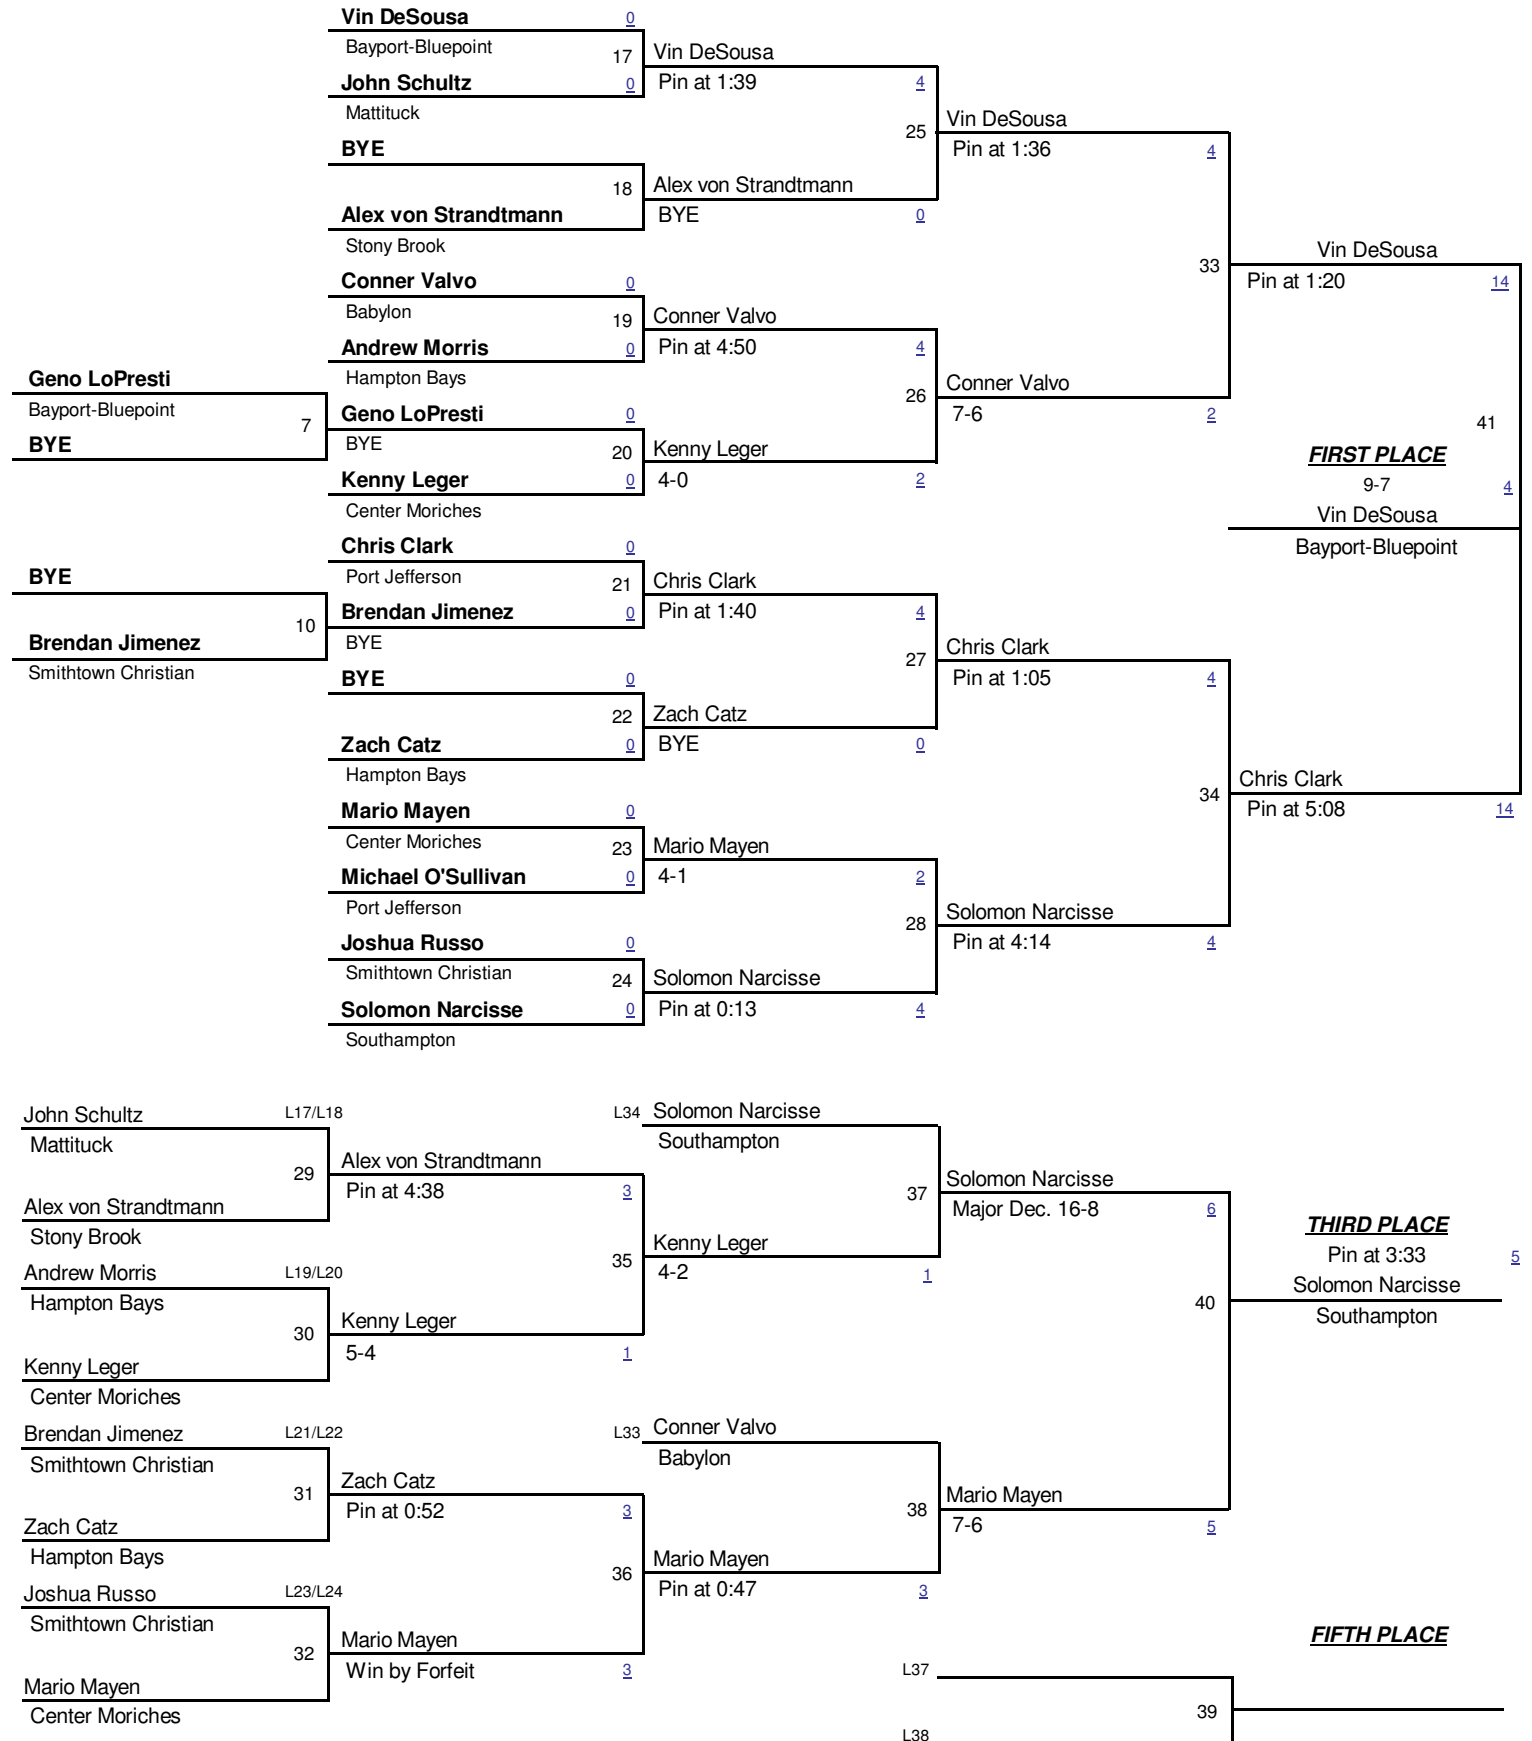 Vin DeSousa 0
Bayport-Bluepoint
17 Vin DeSousa
John Schultz 0 Pin at 1:39 4
Mattituck
25 Vin DeSousa
BYE Pin at 1:36 4
18 Alex von Strandtmann
Alex von Strandtmann BYE 0
Stony Brook
33 Vin DeSousa
Conner Valvo 0 Pin at 1:20 14
Babylon
19 Conner Valvo
Andrew Morris 0 Pin at 4:50 4
Hampton Bays
Geno LoPresti
Bayport-Bluepoint
7
BYE
26 Conner Valvo
Geno LoPresti 0 7-6 2
BYE
20 Kenny Leger
Kenny Leger 0 4-0 2
Center Moriches
41
FIRST PLACE
9-7 4
Vin DeSousa
Bayport-Bluepoint
Chris Clark 0
Port Jefferson
21 Chris Clark
BYE
10
Brendan Jimenez
Smithtown Christian
Brendan Jimenez 0 Pin at 1:40 4
BYE
27 Chris Clark
BYE 0 Pin at 1:05 4
22 Zach Catz
Zach Catz 0 BYE 0
Hampton Bays
34 Chris Clark
Mario Mayen 0 Pin at 5:08 14
Center Moriches
23 Mario Mayen
Michael O'Sullivan 0 4-1 2
Port Jefferson
28 Solomon Narcisse
Joshua Russo 0 Pin at 4:14 4
Smithtown Christian
24 Solomon Narcisse
Solomon Narcisse 0 Pin at 0:13 4
Southampton
John Schultz L17/L18 L34 Solomon Narcisse
Mattituck Southampton
29 Alex von Strandtmann
Pin at 4:38 3
37 Solomon Narcisse
Alex von Strandtmann Major Dec. 16-8 6
Stony Brook
THIRD PLACE
Pin at 3:33 5
Solomon Narcisse
Southampton
35 Kenny Leger
Andrew Morris L19/L20 4-2 1
Hampton Bays
40
30 Kenny Leger
5-4 1
Kenny Leger
Center Moriches
Brendan Jimenez L21/L22 L33 Conner Valvo
Smithtown Christian Babylon
31 Zach Catz
Pin at 0:52 3
38 Mario Mayen
Zach Catz 7-6 5
Hampton Bays
36 Mario Mayen
Joshua Russo L23/L24 Pin at 0:47 3
Smithtown Christian
32 Mario Mayen
Win by Forfeit 3
Mario Mayen
Center Moriches
FIFTH PLACE
L37
39
L38